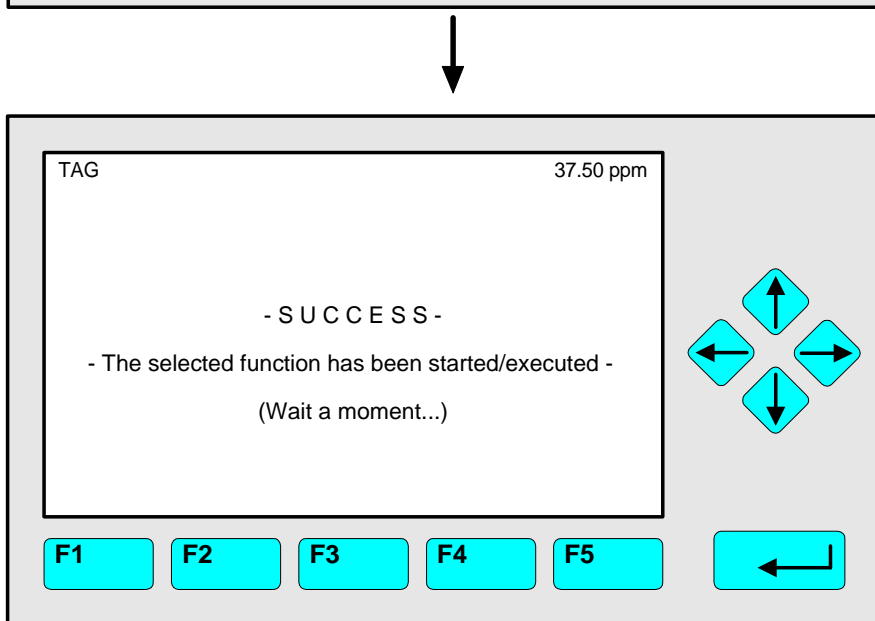 TAG 37.50 ppm
- S U C C E S S -
- The selected function has been started/executed -
(Wait a moment...)
F1 F2 F3 F4 F5